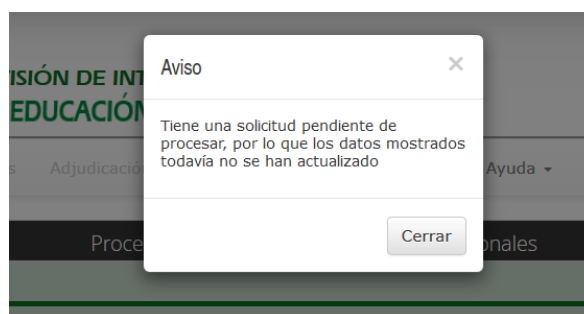 Aviso
×
ISIÓN DE INT
EDUCACIÓN
Tiene una solicitud pendiente de
procesar, por lo que los datos mostrados
todavía no se han actualizado
s Adjudicació Ayuda
Cerrar
Proce onales